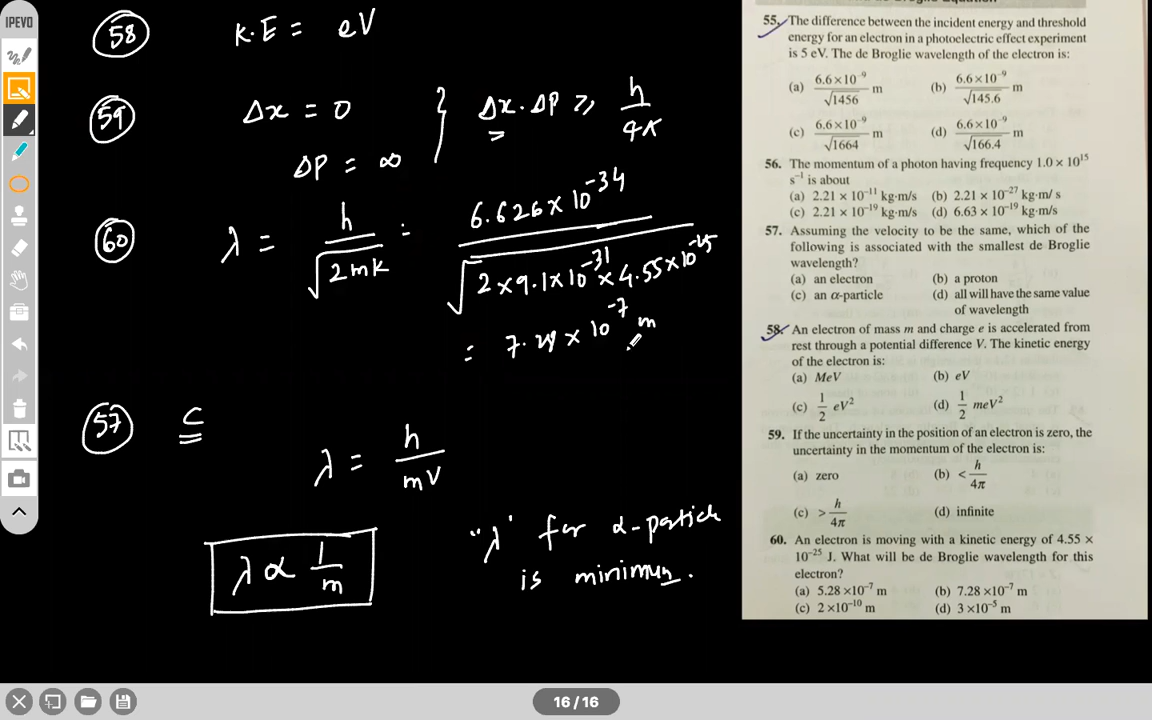 IPEVO
58 K.E = eV
59 Δx = 0 } Δx·ΔP ≥ h/4π
ΔP = ∞
60 λ = h/√2mk = 6.626×10⁻³⁴/√2×9.1×10⁻³¹×4.55×10⁻²⁵
= 7.28 × 10⁻⁷ m
57 C
λ = h/mV
λ ∝ 1/m
"λ" for α-particle
is minimum.
55. The difference between the incident energy and threshold
energy for an electron in a photoelectric effect experiment
is 5 eV. The de Broglie wavelength of the electron is:
(a) 6.6×10⁻⁹/√1456 m (b) 6.6×10⁻⁹/√145.6 m
(c) 6.6×10⁻⁹/√1664 m (d) 6.6×10⁻⁹/√166.4 m
56. The momentum of a photon having frequency 1.0 × 10¹⁵
s⁻¹ is about
(a) 2.21 × 10⁻¹¹ kg·m/s (b) 2.21 × 10⁻²⁷ kg·m/ s
(c) 2.21 × 10⁻¹⁹ kg·m/s (d) 6.63 × 10⁻¹⁹ kg·m/s
57. Assuming the velocity to be the same, which of the
following is associated with the smallest de Broglie
wavelength?
(a) an electron (b) a proton
(c) an α-particle (d) all will have the same value
of wavelength
58. An electron of mass m and charge e is accelerated from
rest through a potential difference V. The kinetic energy
of the electron is:
(a) MeV (b) eV
(c) 1/2 eV² (d) 1/2 meV²
59. If the uncertainty in the position of an electron is zero, the
uncertainty in the momentum of the electron is:
(a) zero (b) < h/4π
(c) > h/4π (d) infinite
60. An electron is moving with a kinetic energy of 4.55 ×
10⁻²⁵ J. What will be de Broglie wavelength for this
electron?
(a) 5.28 ×10⁻⁷ m (b) 7.28 ×10⁻⁷ m
(c) 2 ×10⁻¹⁰ m (d) 3 ×10⁻⁵ m
16 / 16